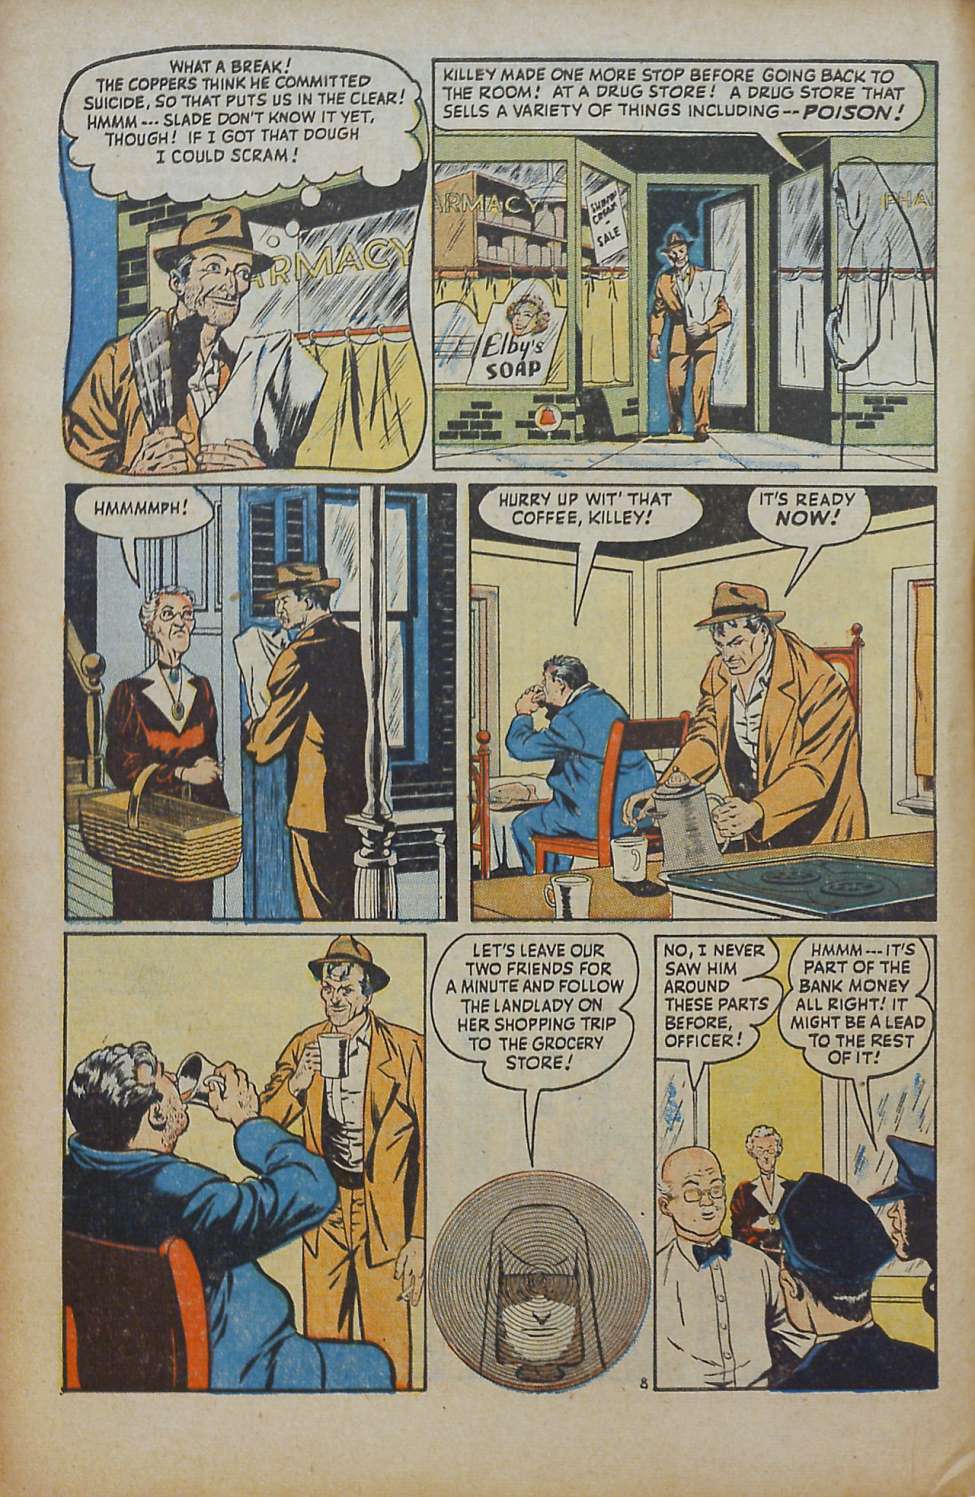 WHAT A BREAK!
THE COPPERS THINK HE COMMITTED
SUICIDE, SO THAT PUTS US IN THE CLEAR!
HMMM --- SLADE DON'T KNOW IT YET,
THOUGH! IF I GOT THAT DOUGH
I COULD SCRAM!
ARMACY
KILLEY MADE ONE MORE STOP BEFORE GOING BACK TO
THE ROOM! AT A DRUG STORE! A DRUG STORE THAT
SELLS A VARIETY OF THINGS INCLUDING -- POISON!
ARMACY
SALE
PHA
Elby's
SOAP
HMMMMPH!
HURRY UP WIT' THAT
COFFEE, KILLEY!
IT'S READY
NOW!
LET'S LEAVE OUR
TWO FRIENDS FOR
A MINUTE AND FOLLOW
THE LANDLADY ON
HER SHOPPING TRIP
TO THE GROCERY
STORE!
NO, I NEVER
SAW HIM
AROUND
THESE PARTS
BEFORE,
OFFICER!
HMMM --- IT'S
PART OF THE
BANK MONEY
ALL RIGHT! IT
MIGHT BE A LEAD
TO THE REST
OF IT!
8